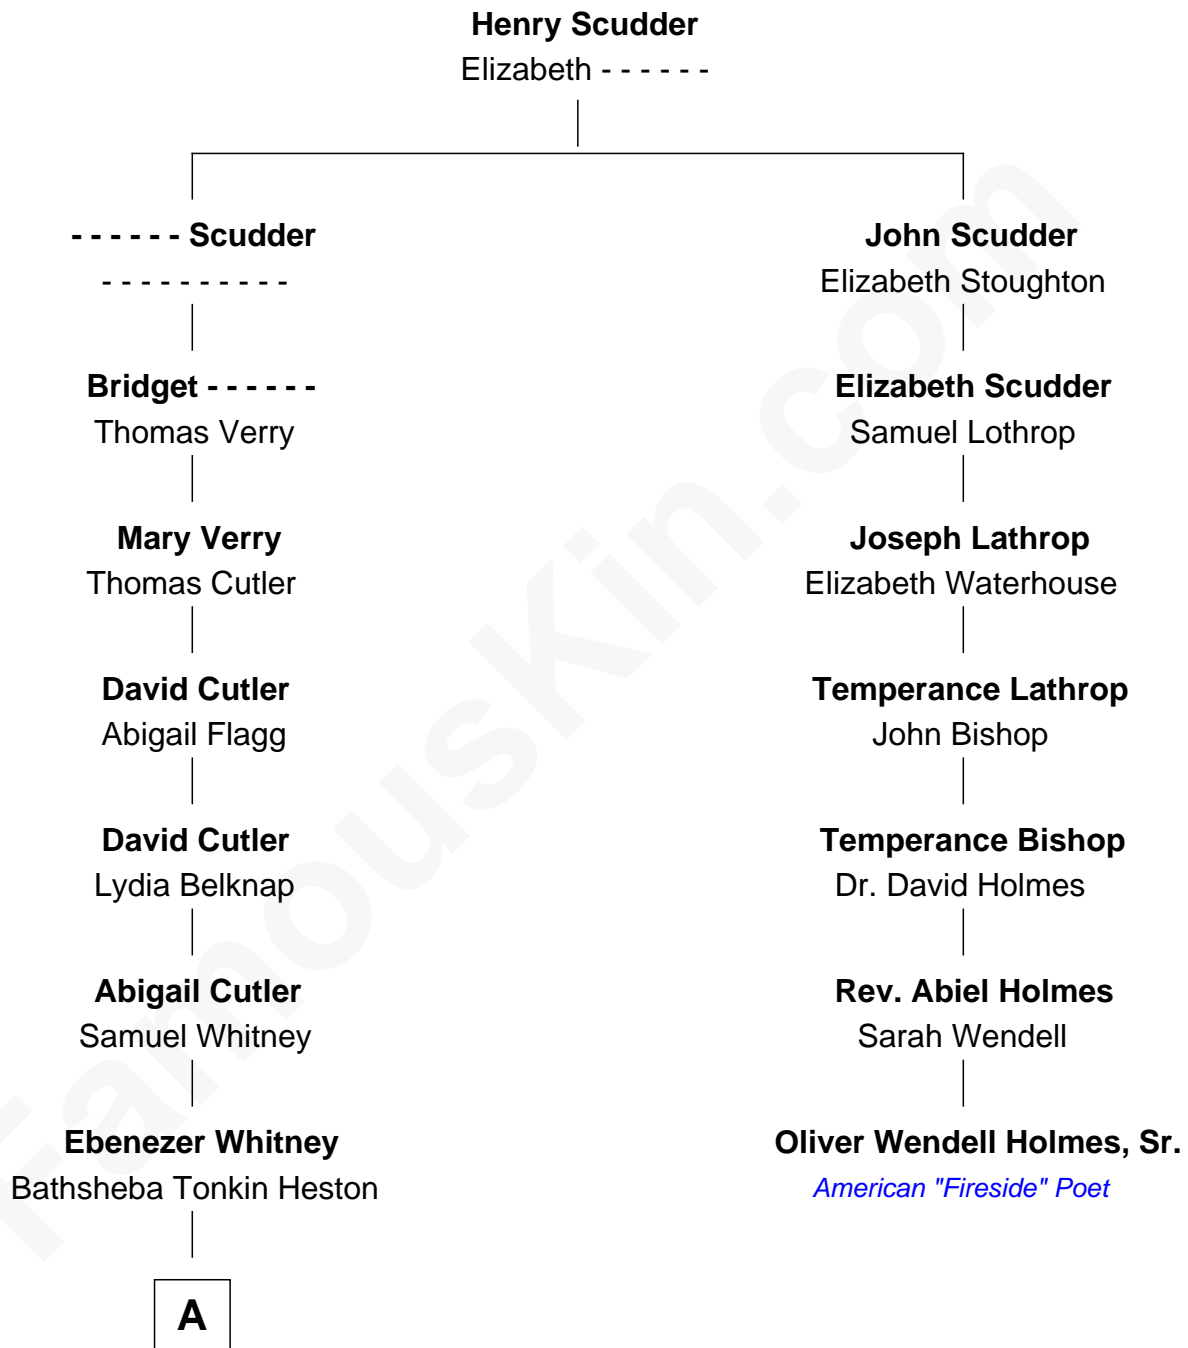 Henry Scudder
Elizabeth - - - - - -
- - - - - - Scudder
- - - - - - - - - -
Bridget - - - - - -
Thomas Verry
Mary Verry
Thomas Cutler
David Cutler
Abigail Flagg
David Cutler
Lydia Belknap
Abigail Cutler
Samuel Whitney
Ebenezer Whitney
Bathsheba Tonkin Heston
A
John Scudder
Elizabeth Stoughton
Elizabeth Scudder
Samuel Lothrop
Joseph Lathrop
Elizabeth Waterhouse
Temperance Lathrop
John Bishop
Temperance Bishop
Dr. David Holmes
Rev. Abiel Holmes
Sarah Wendell
Oliver Wendell Holmes, Sr.
American "Fireside" Poet
FamousKin.com